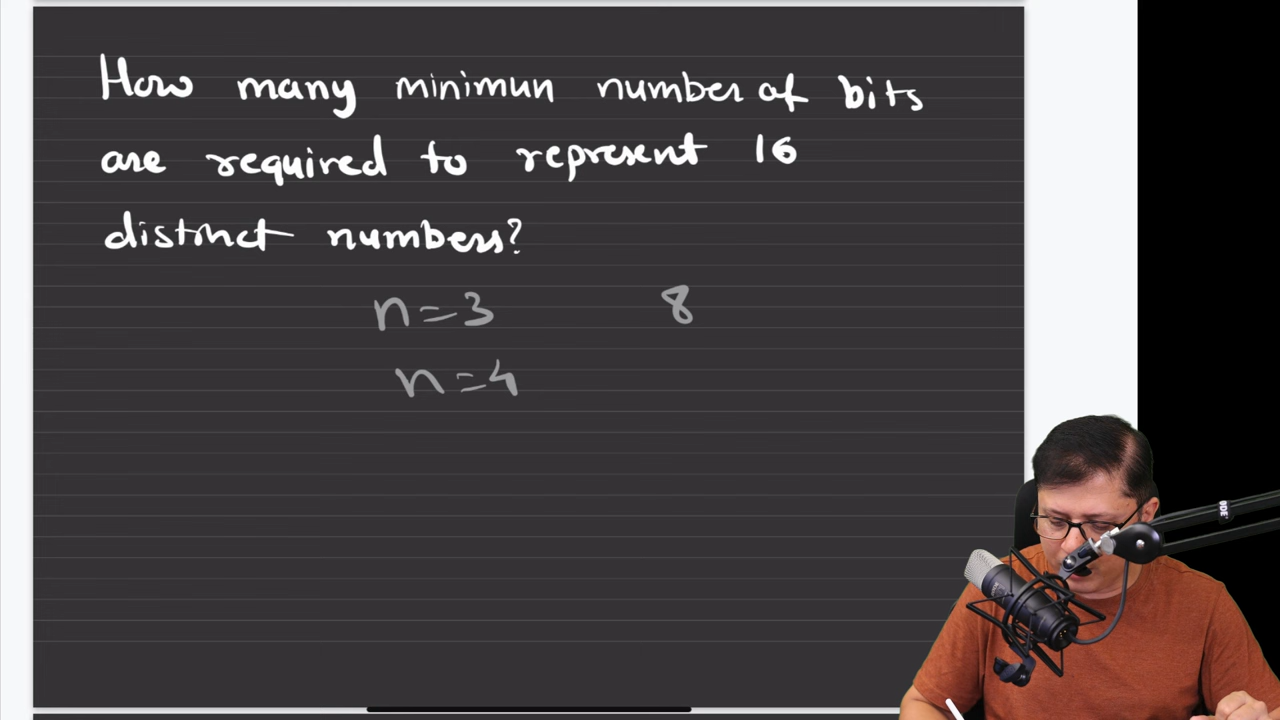 How many minimun number of bits
are required to represent 16
distinct numbers?
n=3 8
n=4